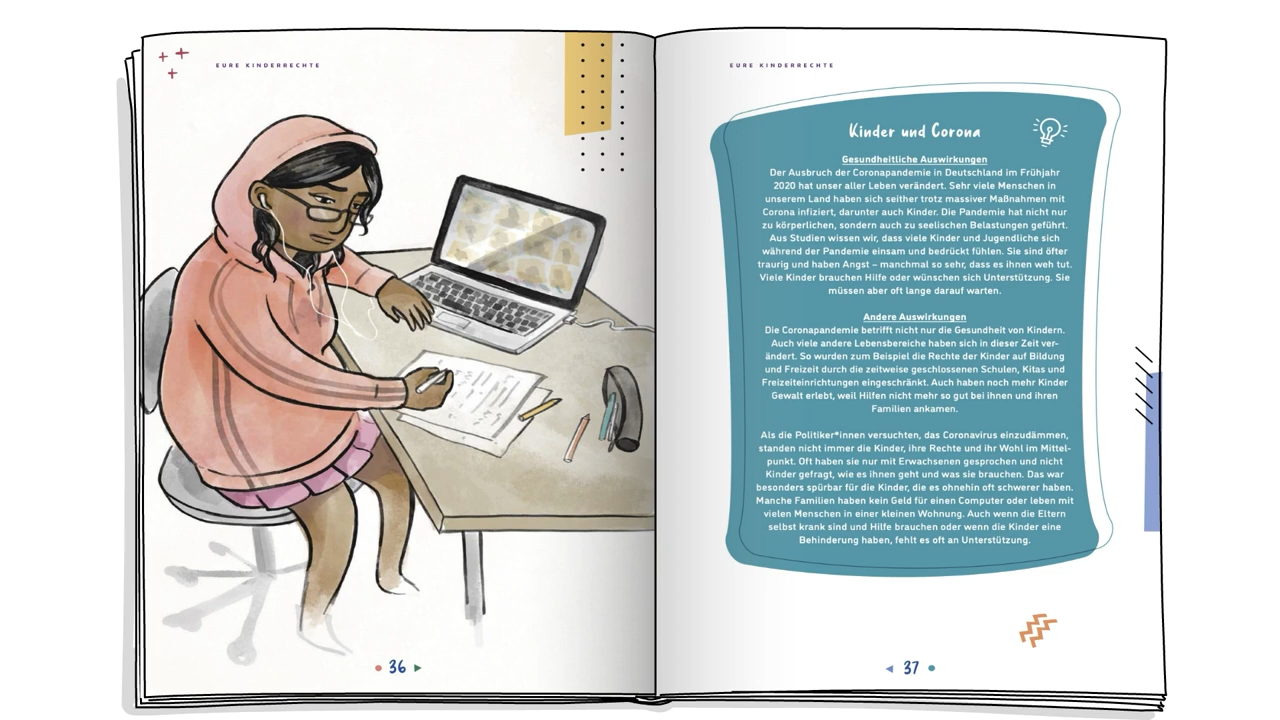 EURE KINDERRECHTE
36
EURE KINDERRECHTE
Kinder und Corona
Gesundheitliche Auswirkungen
Der Ausbruch der Coronapandemie in Deutschland im Frühjahr
2020 hat unser aller Leben verändert. Sehr viele Menschen in
unserem Land haben sich seither trotz massiver Maßnahmen mit
Corona infiziert, darunter auch Kinder. Die Pandemie hat nicht nur
zu körperlichen, sondern auch zu seelischen Belastungen geführt.
Aus Studien wissen wir, dass viele Kinder und Jugendliche sich
während der Pandemie einsam und bedrückt fühlen. Sie sind öfter
traurig und haben Angst – manchmal so sehr, dass es ihnen weh tut.
Viele Kinder brauchen Hilfe oder wünschen sich Unterstützung. Sie
müssen aber oft lange darauf warten.
Andere Auswirkungen
Die Coronapandemie betrifft nicht nur die Gesundheit von Kindern.
Auch viele andere Lebensbereiche haben sich in dieser Zeit ver-
ändert. So wurden zum Beispiel die Rechte der Kinder auf Bildung
und Freizeit durch die zeitweise geschlossenen Schulen, Kitas und
Freizeiteinrichtungen eingeschränkt. Auch haben noch mehr Kinder
Gewalt erlebt, weil Hilfen nicht mehr so gut bei ihnen und ihren
Familien ankamen.
Als die Politiker*innen versuchten, das Coronavirus einzudämmen,
standen nicht immer die Kinder, ihre Rechte und ihr Wohl im Mittel-
punkt. Oft haben sie nur mit Erwachsenen gesprochen und nicht
Kinder gefragt, wie es ihnen geht und was sie brauchen. Das war
besonders spürbar für die Kinder, die es ohnehin oft schwerer haben.
Manche Familien haben kein Geld für einen Computer oder leben mit
vielen Menschen in einer kleinen Wohnung. Auch wenn die Eltern
selbst krank sind und Hilfe brauchen oder wenn die Kinder eine
Behinderung haben, fehlt es oft an Unterstützung.
37